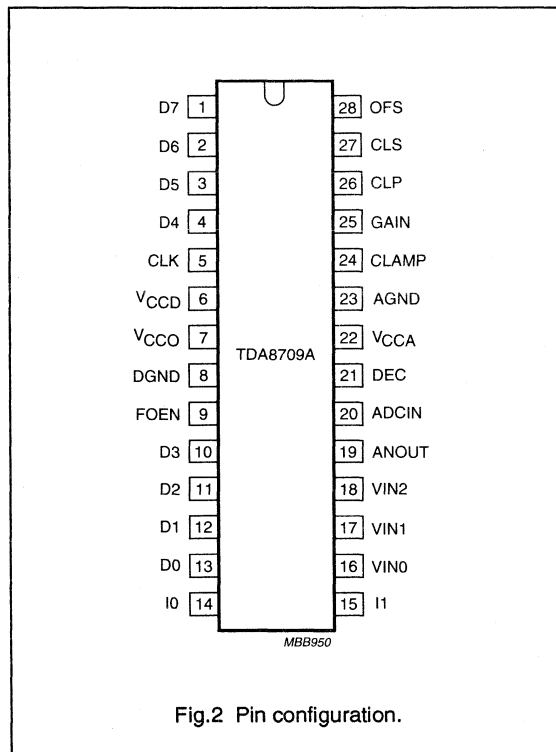 D7 1 28 OFS
D6 2 27 CLS
D5 3 26 CLP
D4 4 25 GAIN
CLK 5 24 CLAMP
VCCD 6 23 AGND
VCCO 7 22 VCCA
TDA8709A
DGND 8 21 DEC
FOEN 9 20 ADCIN
D3 10 19 ANOUT
D2 11 18 VIN2
D1 12 17 VIN1
D0 13 16 VIN0
I0 14 15 I1
MBB950
Fig.2 Pin configuration.